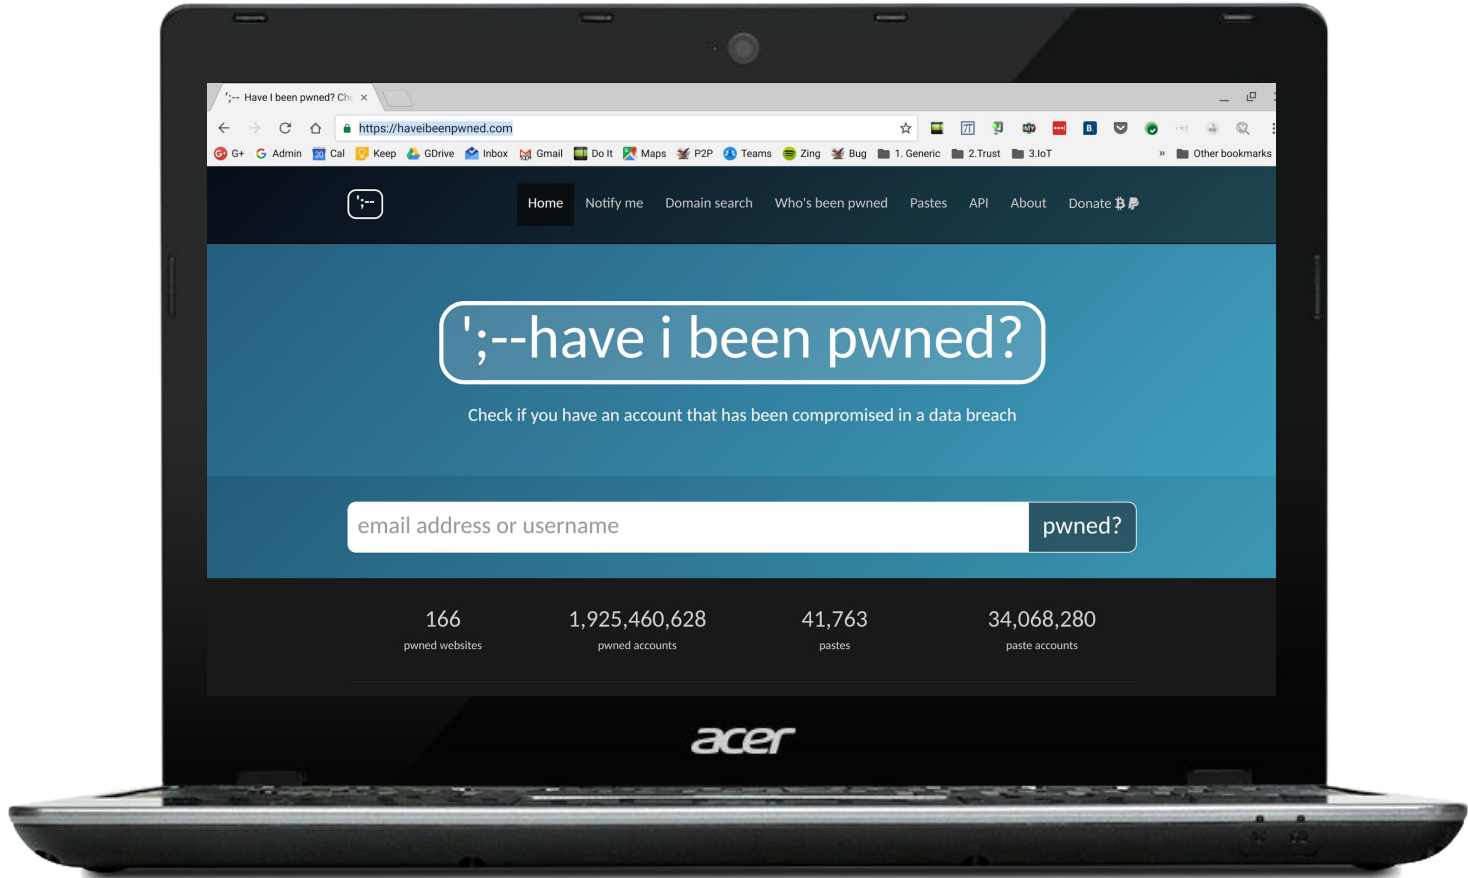 ';-- Have I been pwned? Ch
https://haveibeenpwned.com
G+ Admin Cal Keep GDrive Inbox Gmail Do It Maps P2P Teams Zing Bug 1. Generic 2.Trust 3.IoT » Other bookmarks
';--
Home Notify me Domain search Who's been pwned Pastes API About Donate
';--have i been pwned?
Check if you have an account that has been compromised in a data breach
email address or username pwned?
166 1,925,460,628 41,763 34,068,280
pwned websites pwned accounts pastes paste accounts
acer